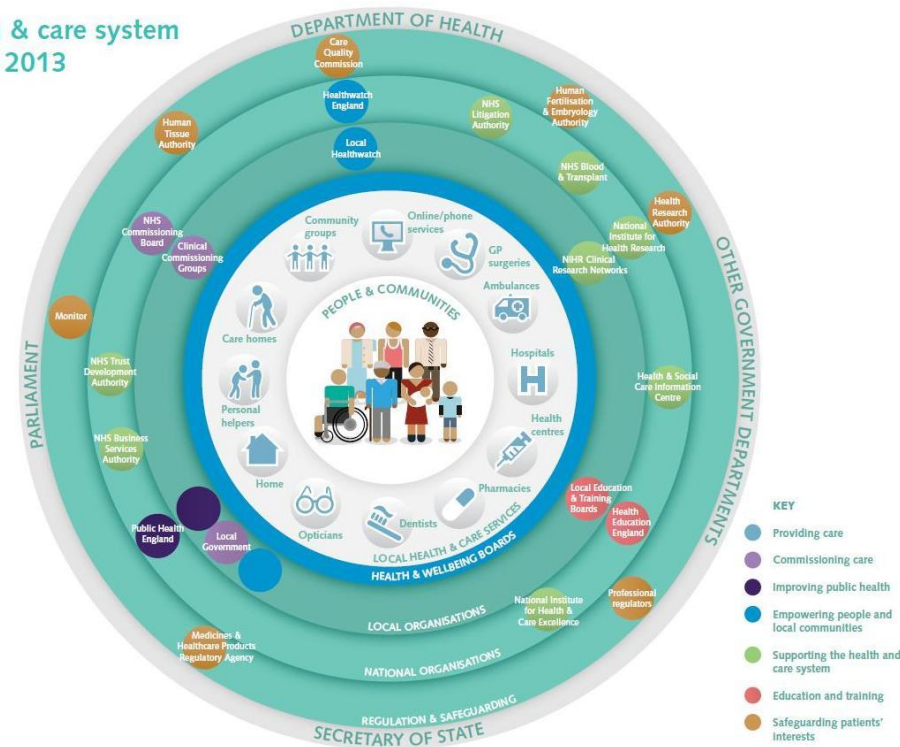 & care system
2013
DEPARTMENT OF HEALTH
Care
Quality
Commission
Healthwatch
England
Local
Healthwatch
NHS
Litigation
Authority
Human
Fertilisation
& Embryology
Authority
Human
Tissue
Authority
NHS Blood
& Transplant
Health
Research
Authority
National
Institute for
Health Research
NIHR Clinical
Research Networks
NHS
Commissioning
Board
Clinical
Commissioning
Groups
Community
groups
Online/phone
services
GP
surgeries
Ambulances
PEOPLE & COMMUNITIES
OTHER GOVERNMENT DEPARTMENTS
Monitor
Care homes
PARLIAMENT
NHS Trust
Development
Authority
Hospitals
Health & Social
Care Information
Centre
Personal
helpers
Health
centres
NHS Business
Services
Authority
Home
Pharmacies
Opticians
Dentists
LOCAL HEALTH & CARE SERVICES
HEALTH & WELLBEING BOARDS
Local Education
& Training
Boards
Health
Education
England
Public Health
England
Local
Government
National Institute
for Health &
Care Excellence
Professional
regulators
LOCAL ORGANISATIONS
Medicines &
Healthcare Products
Regulatory Agency
NATIONAL ORGANISATIONS
REGULATION & SAFEGUARDING
SECRETARY OF STATE
KEY
Providing care
Commissioning care
Improving public health
Empowering people and
local communities
Supporting the health and
care system
Education and training
Safeguarding patients'
interests